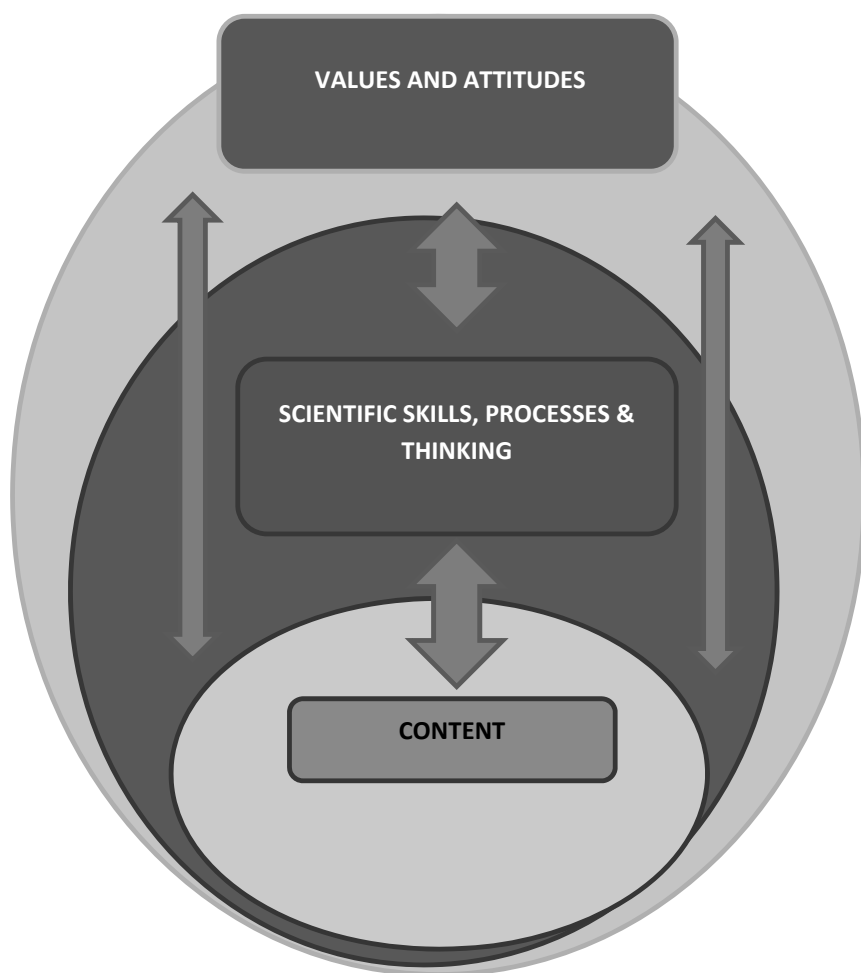 VALUES AND ATTITUDES
SCIENTIFIC SKILLS, PROCESSES &
THINKING
CONTENT